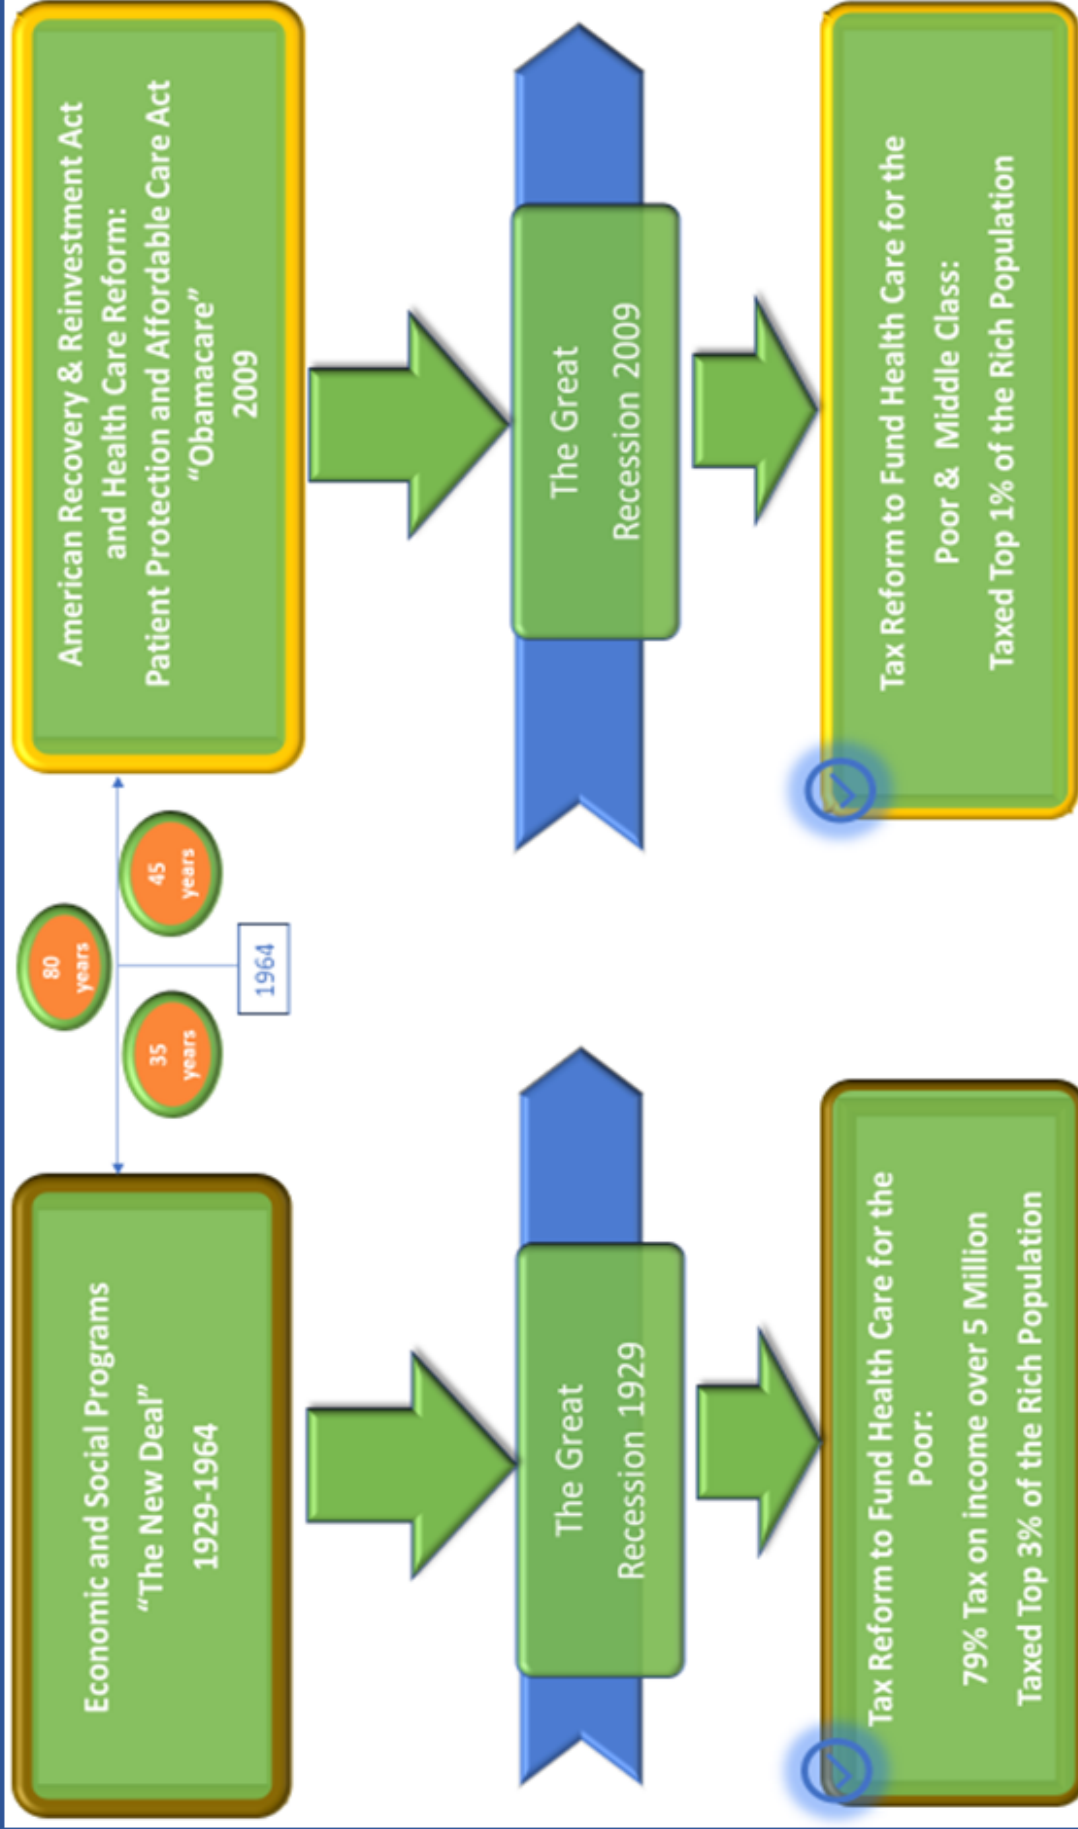 Economic and Social Programs
“The New Deal”
1929-1964
80
years
35
years
45
years
1964
American Recovery & Reinvestment Act
and Health Care Reform:
Patient Protection and Affordable Care Act
“Obamacare”
2009
The Great
Recession 1929
The Great
Recession 2009
Tax Reform to Fund Health Care for the
Poor:
79% Tax on income over 5 Million
Taxed Top 3% of the Rich Population
Tax Reform to Fund Health Care for the
Poor & Middle Class:
Taxed Top 1% of the Rich Population